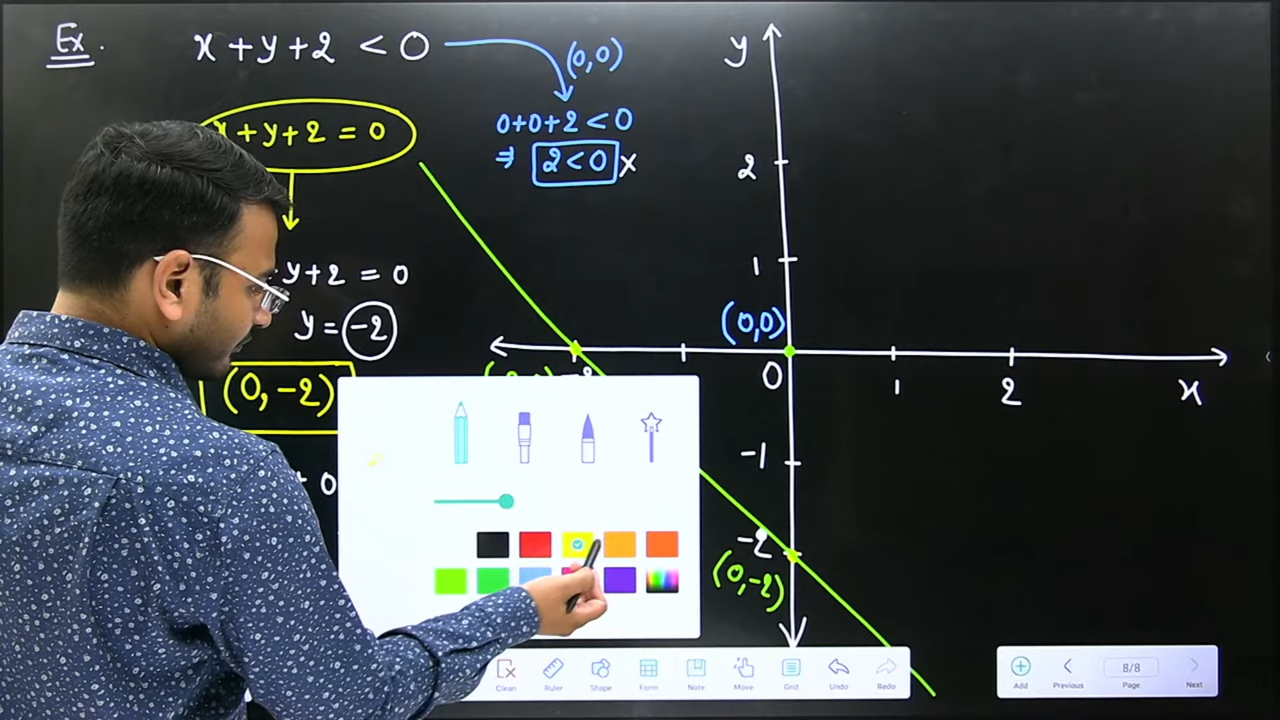 Ex.
x + y + 2 < 0
(0,0)
0+0+2 < 0
⇒ 2 < 0 x
x + y + 2 = 0
y + 2 = 0
y = -2
(0, -2)
+ 0
y
2
1
(0,0)
0
1
2
x
-1
-2
(0,-2)
Clean
Ruler
Shape
Form
Note
Move
Grid
Undo
Redo
Add
Previous
8/8
Page
Next